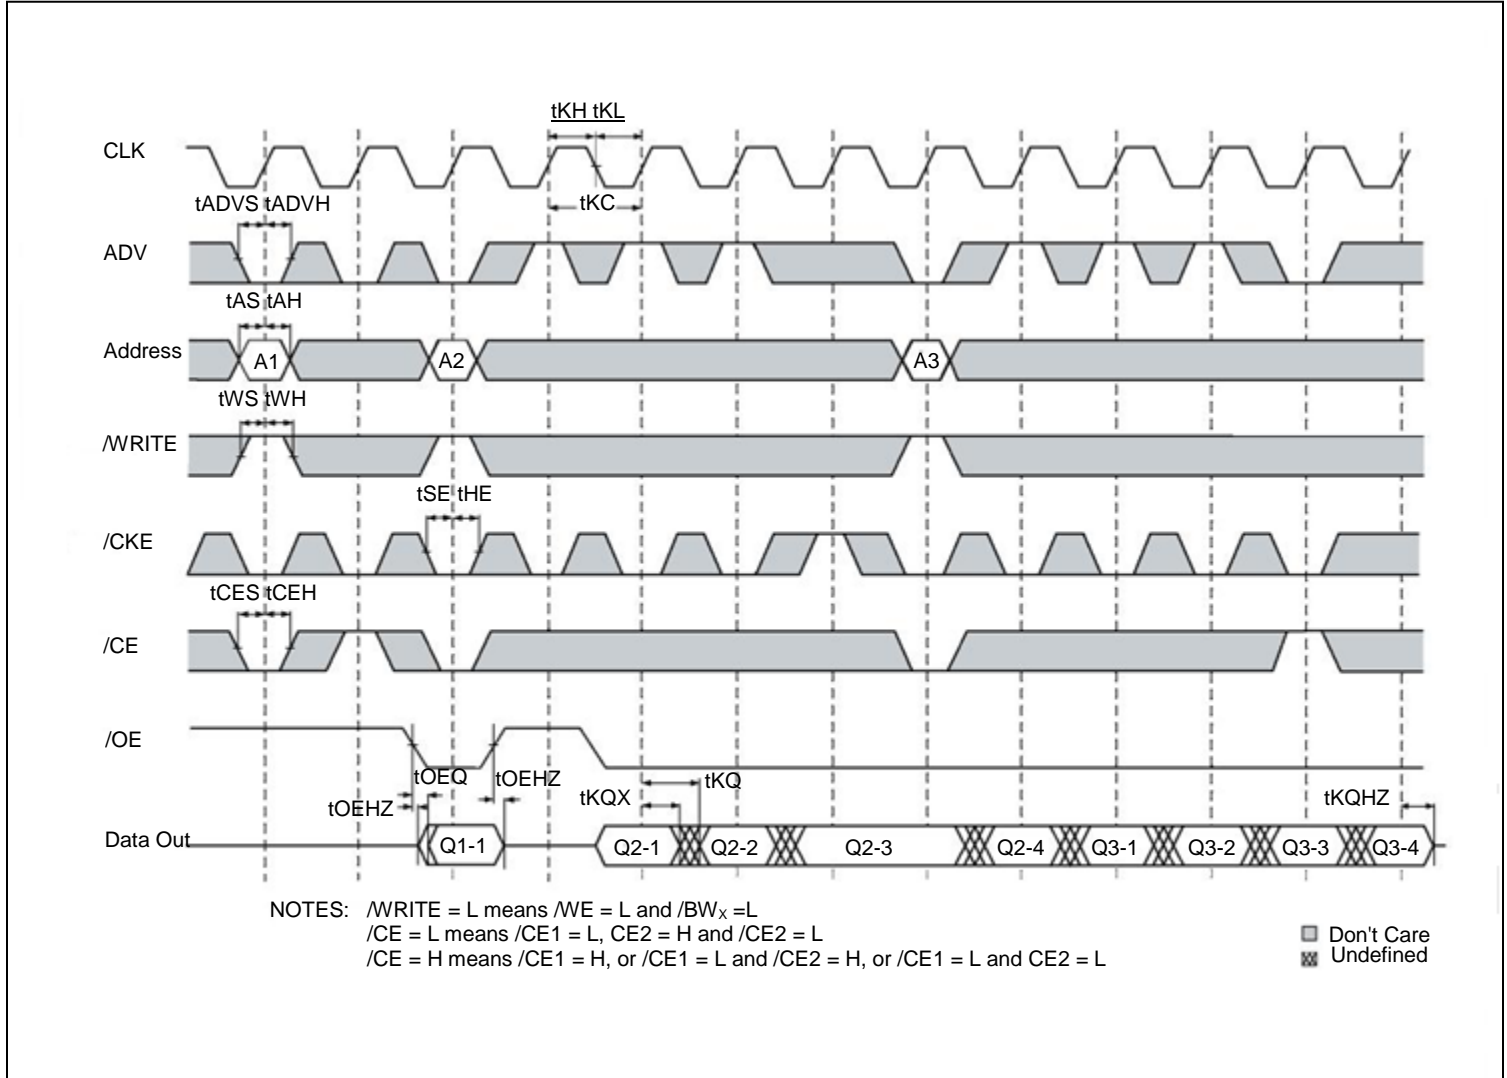 tKH tKL
CLK
tADVS tADVH
tKC
ADV
tAS tAH
Address
A1
A2
A3
tWS tWH
/WRITE
tSE tHE
/CKE
tCES tCEH
/CE
/OE
tOEQ
tOEHZ
tKQ
tOEHZ
tKQX
tKQHZ
Data Out
Q1-1
Q2-1
Q2-2
Q2-3
Q2-4
Q3-1
Q3-2
Q3-3
Q3-4
NOTES: /WRITE = L means /WE = L and /BWX =L
/CE = L means /CE1 = L, CE2 = H and /CE2 = L
/CE = H means /CE1 = H, or /CE1 = L and /CE2 = H, or /CE1 = L and CE2 = L
Don't Care
Undefined